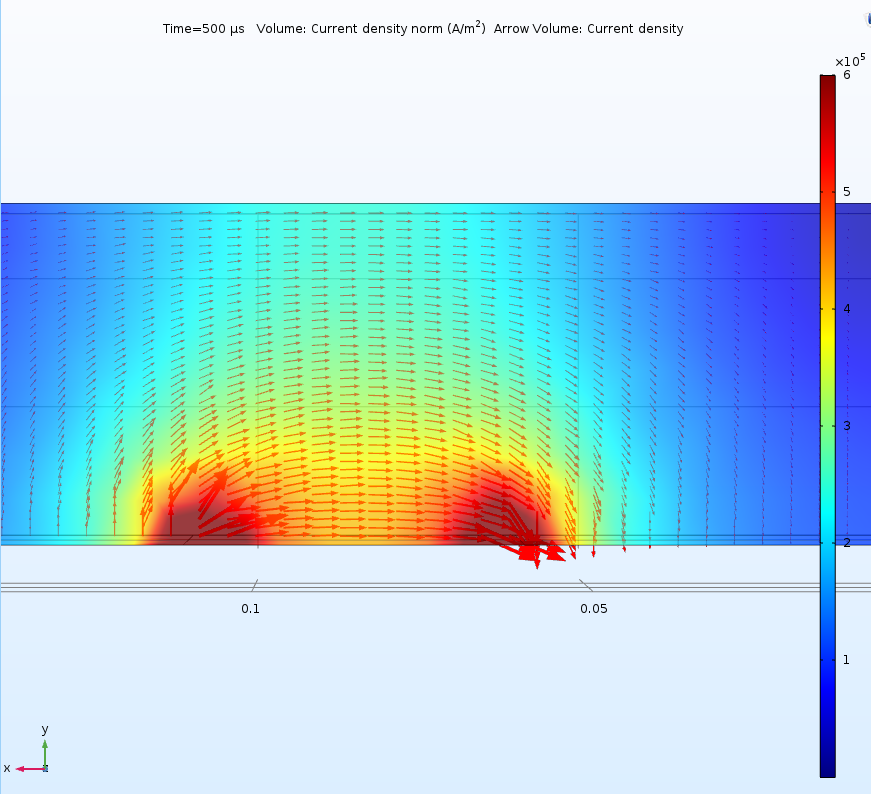 Time=500 µs   Volume: Current density norm (A/m²)  Arrow Volume: Current density
×10⁵
6
5
4
3
2
1
0.1
0.05
y
x
z